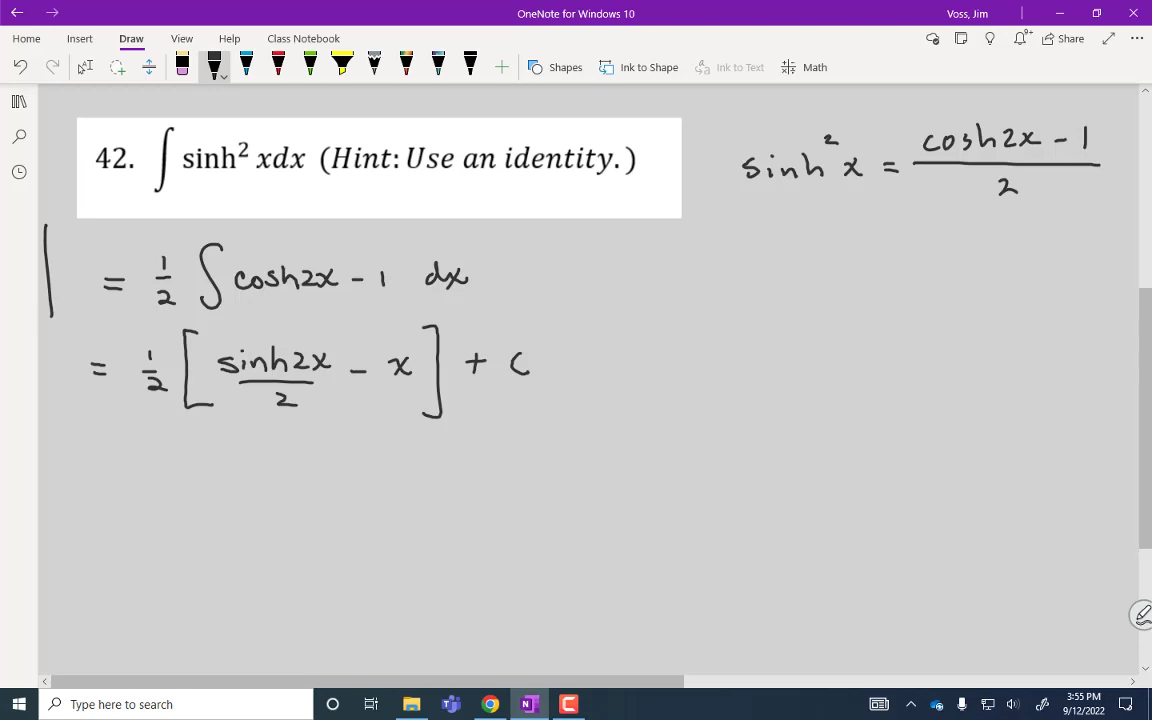 OneNote for Windows 10
Voss, Jim
Home Insert Draw View Help Class Notebook
Share
Shapes Ink to Shape Ink to Text Math
42. ∫ sinh² xdx (Hint: Use an identity.)
sinh² x = (cosh2x − 1)/2
= 1/2 ∫ cosh2x − 1 dx
= 1/2 [ sinh2x/2 − x ] + C
Type here to search
3:55 PM
9/12/2022